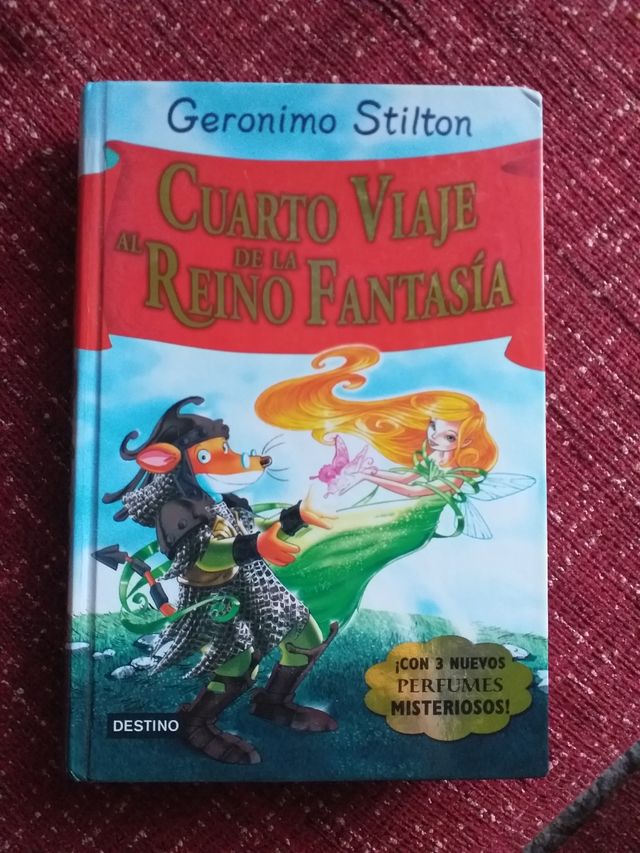 Geronimo Stilton
CUARTO VIAJE
AL REINO DE LA FANTASÍA
¡CON 3 NUEVOS
PERFUMES
MISTERIOSOS!
DESTINO